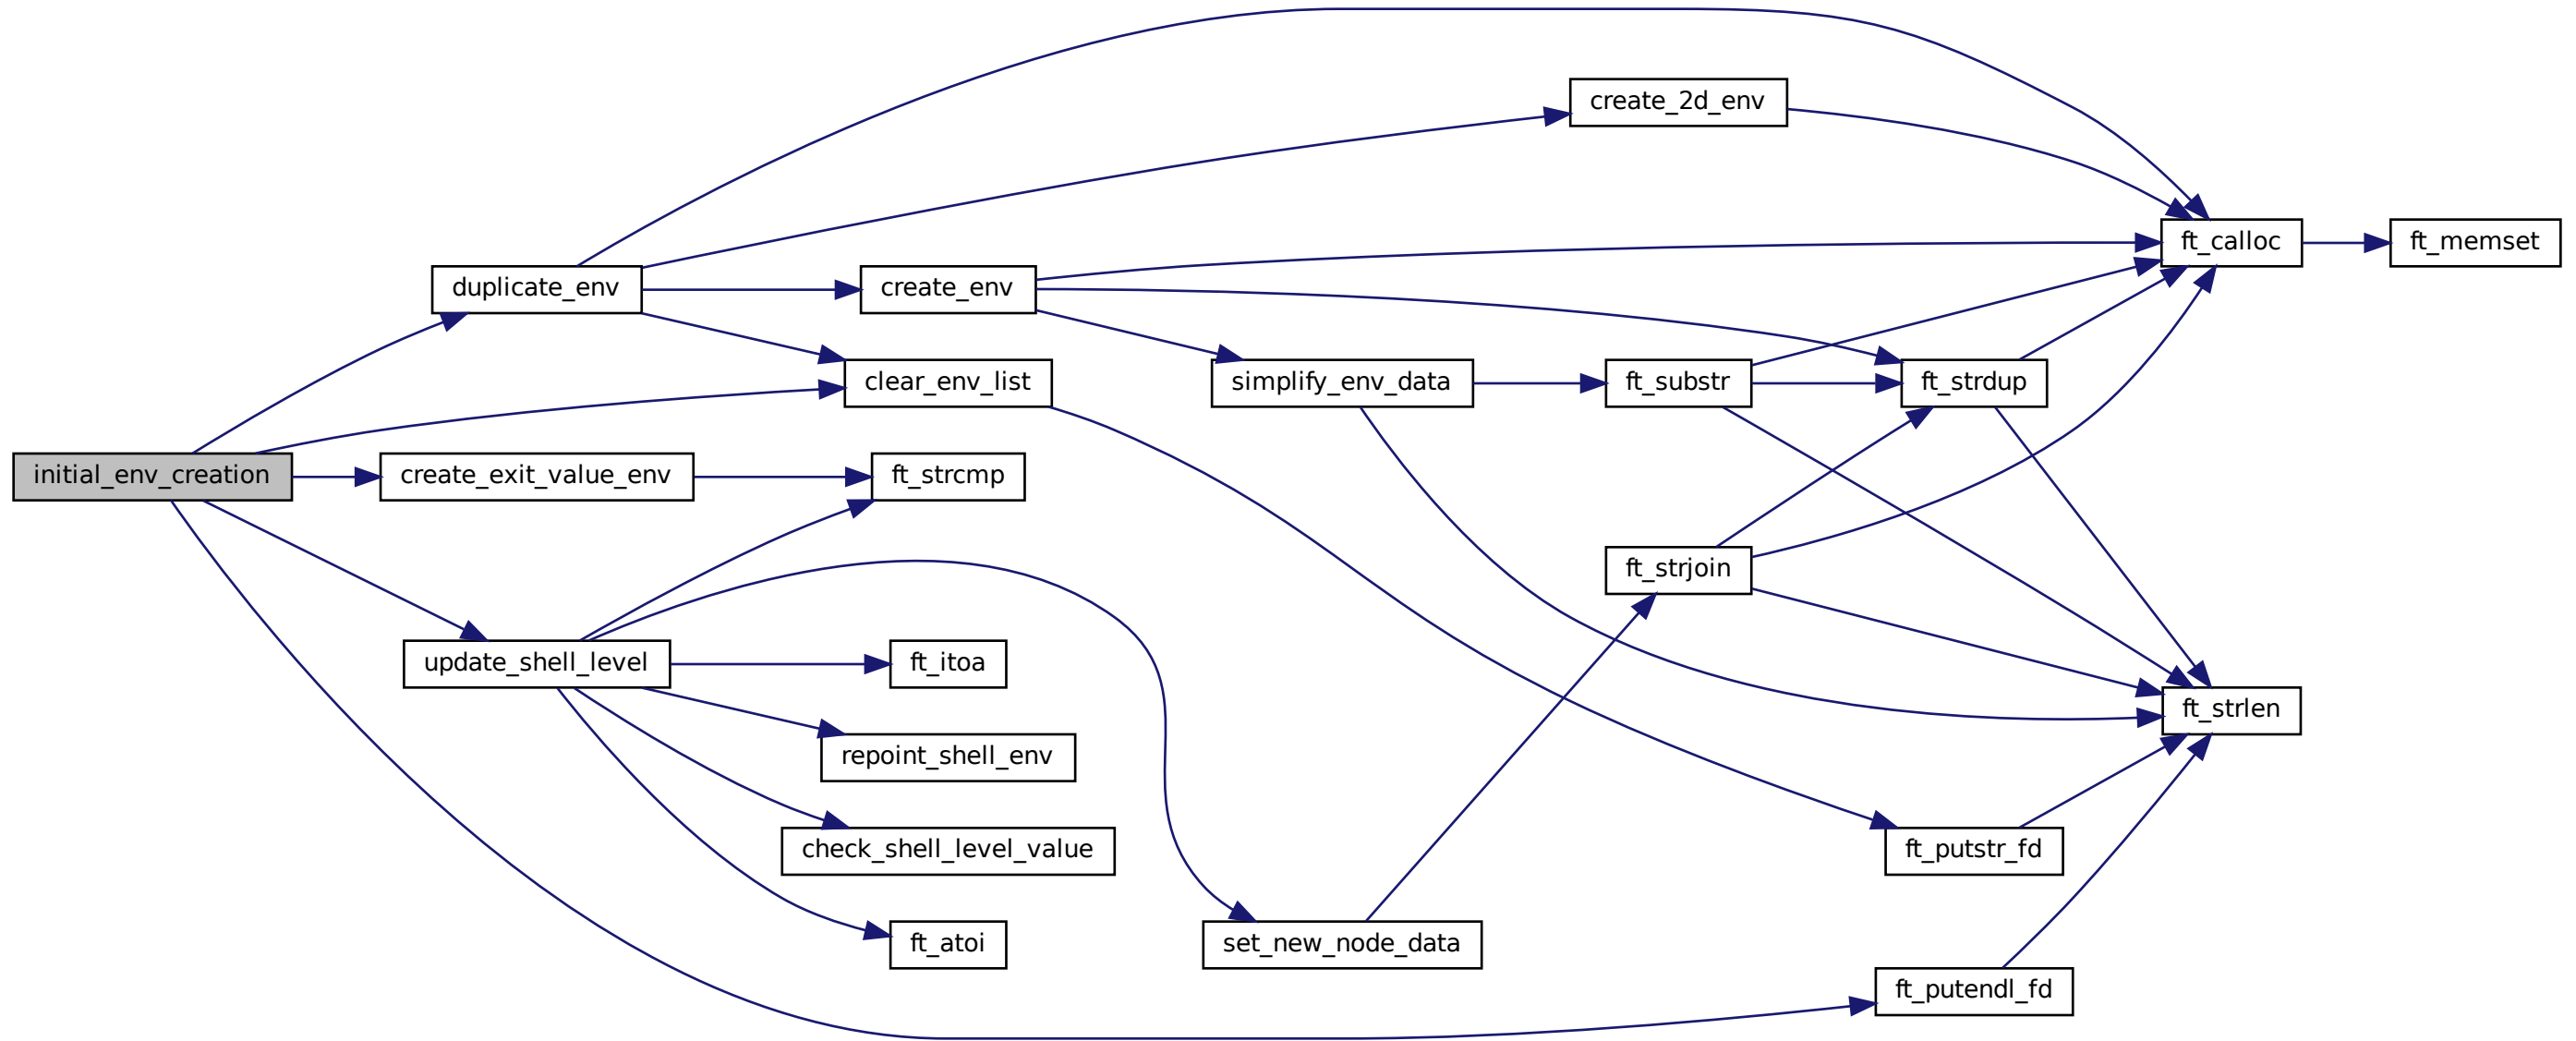 create_2d_env
ft_calloc
ft_memset
duplicate_env
create_env
clear_env_list
simplify_env_data
ft_substr
ft_strdup
initial_env_creation
create_exit_value_env
ft_strcmp
ft_strjoin
update_shell_level
ft_itoa
ft_strlen
repoint_shell_env
check_shell_level_value
ft_putstr_fd
ft_atoi
set_new_node_data
ft_putendl_fd